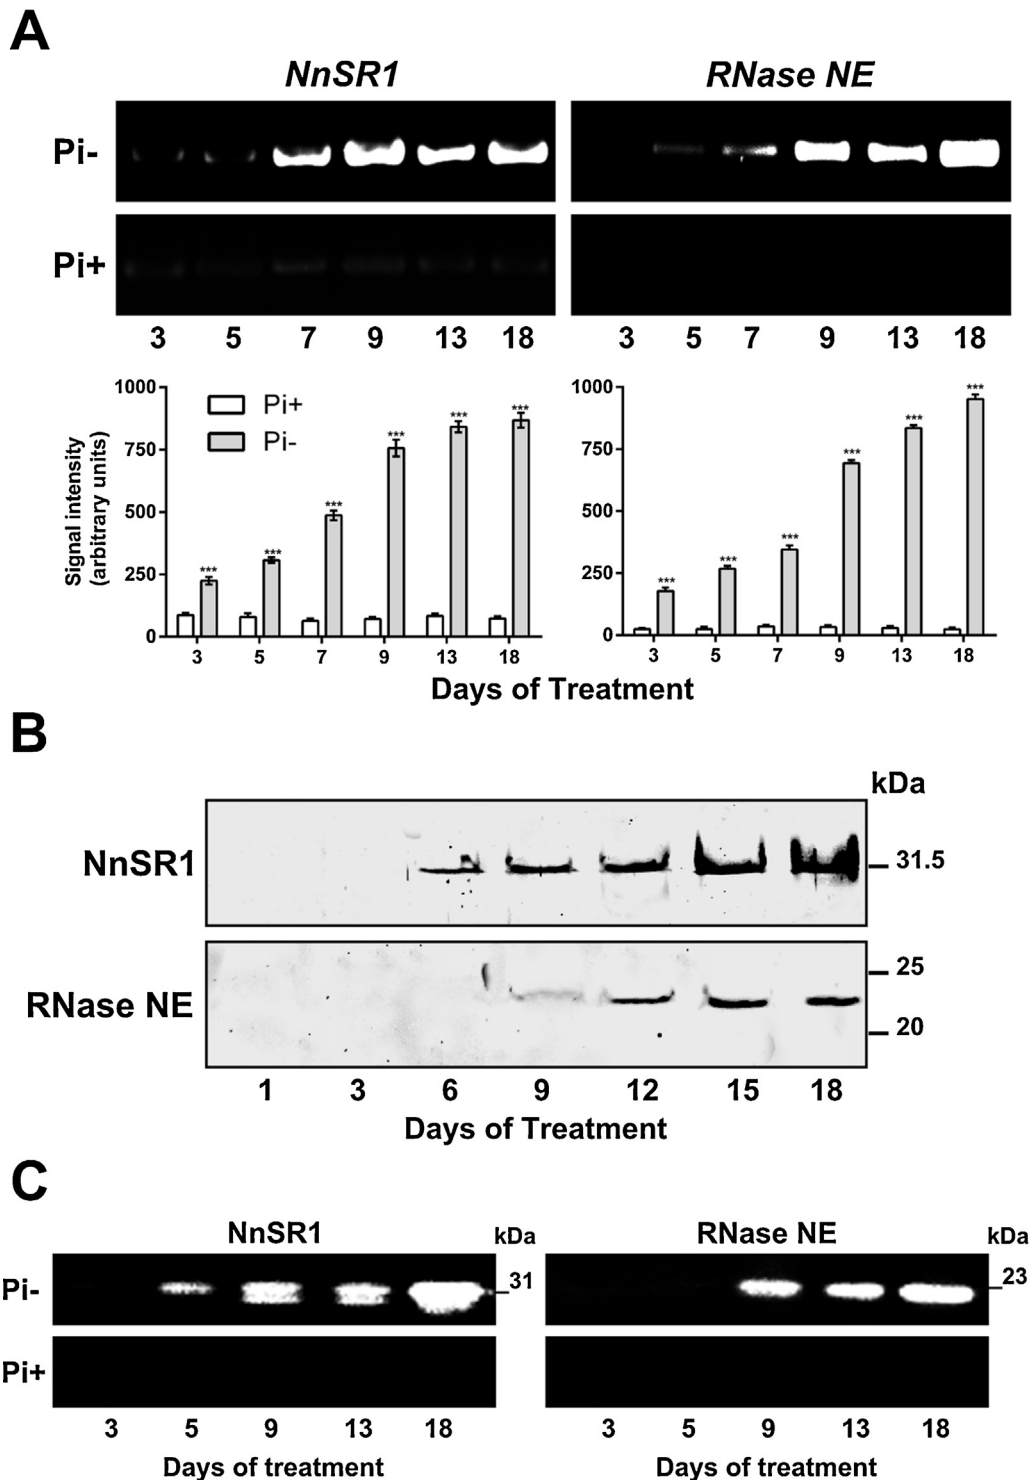 A
NnSR1 RNase NE
Pi-
Pi+
3 5 7 9 13 18 3 5 7 9 13 18
1000 1000
Pi+
Pi-
*** *** *** *** *** ***
*** *** *** *** *** ***
750 750
500 500
250 250
0 0
Signal intensity
(arbitrary units)
3 5 7 9 13 18 3 5 7 9 13 18
Days of Treatment
B
kDa
NnSR1 31.5
25
RNase NE
20
1 3 6 9 12 15 18
Days of Treatment
C
NnSR1 kDa RNase NE kDa
Pi- 31 23
Pi+
3 5 9 13 18 3 5 9 13 18
Days of treatment Days of treatment